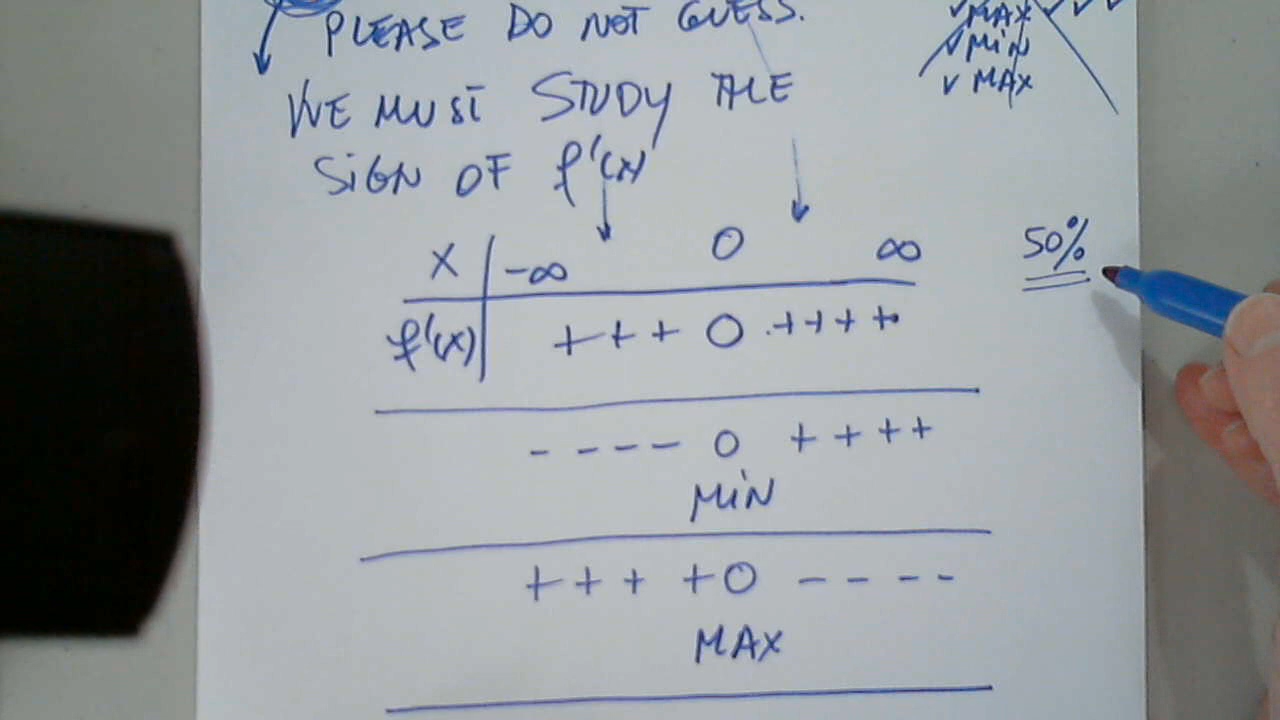 PLEASE DO NOT GUESS.
✓MAX ✓ ✓ ✓
✓MiN
✓ MAX
WE MUST STUDY THE
SiGN OF f'(x)
x -∞ 0 ∞
50%
f'(x) + + + 0 + + + +
- - - - 0 + + + +
MiN
+ + + + 0 - - - -
MAX